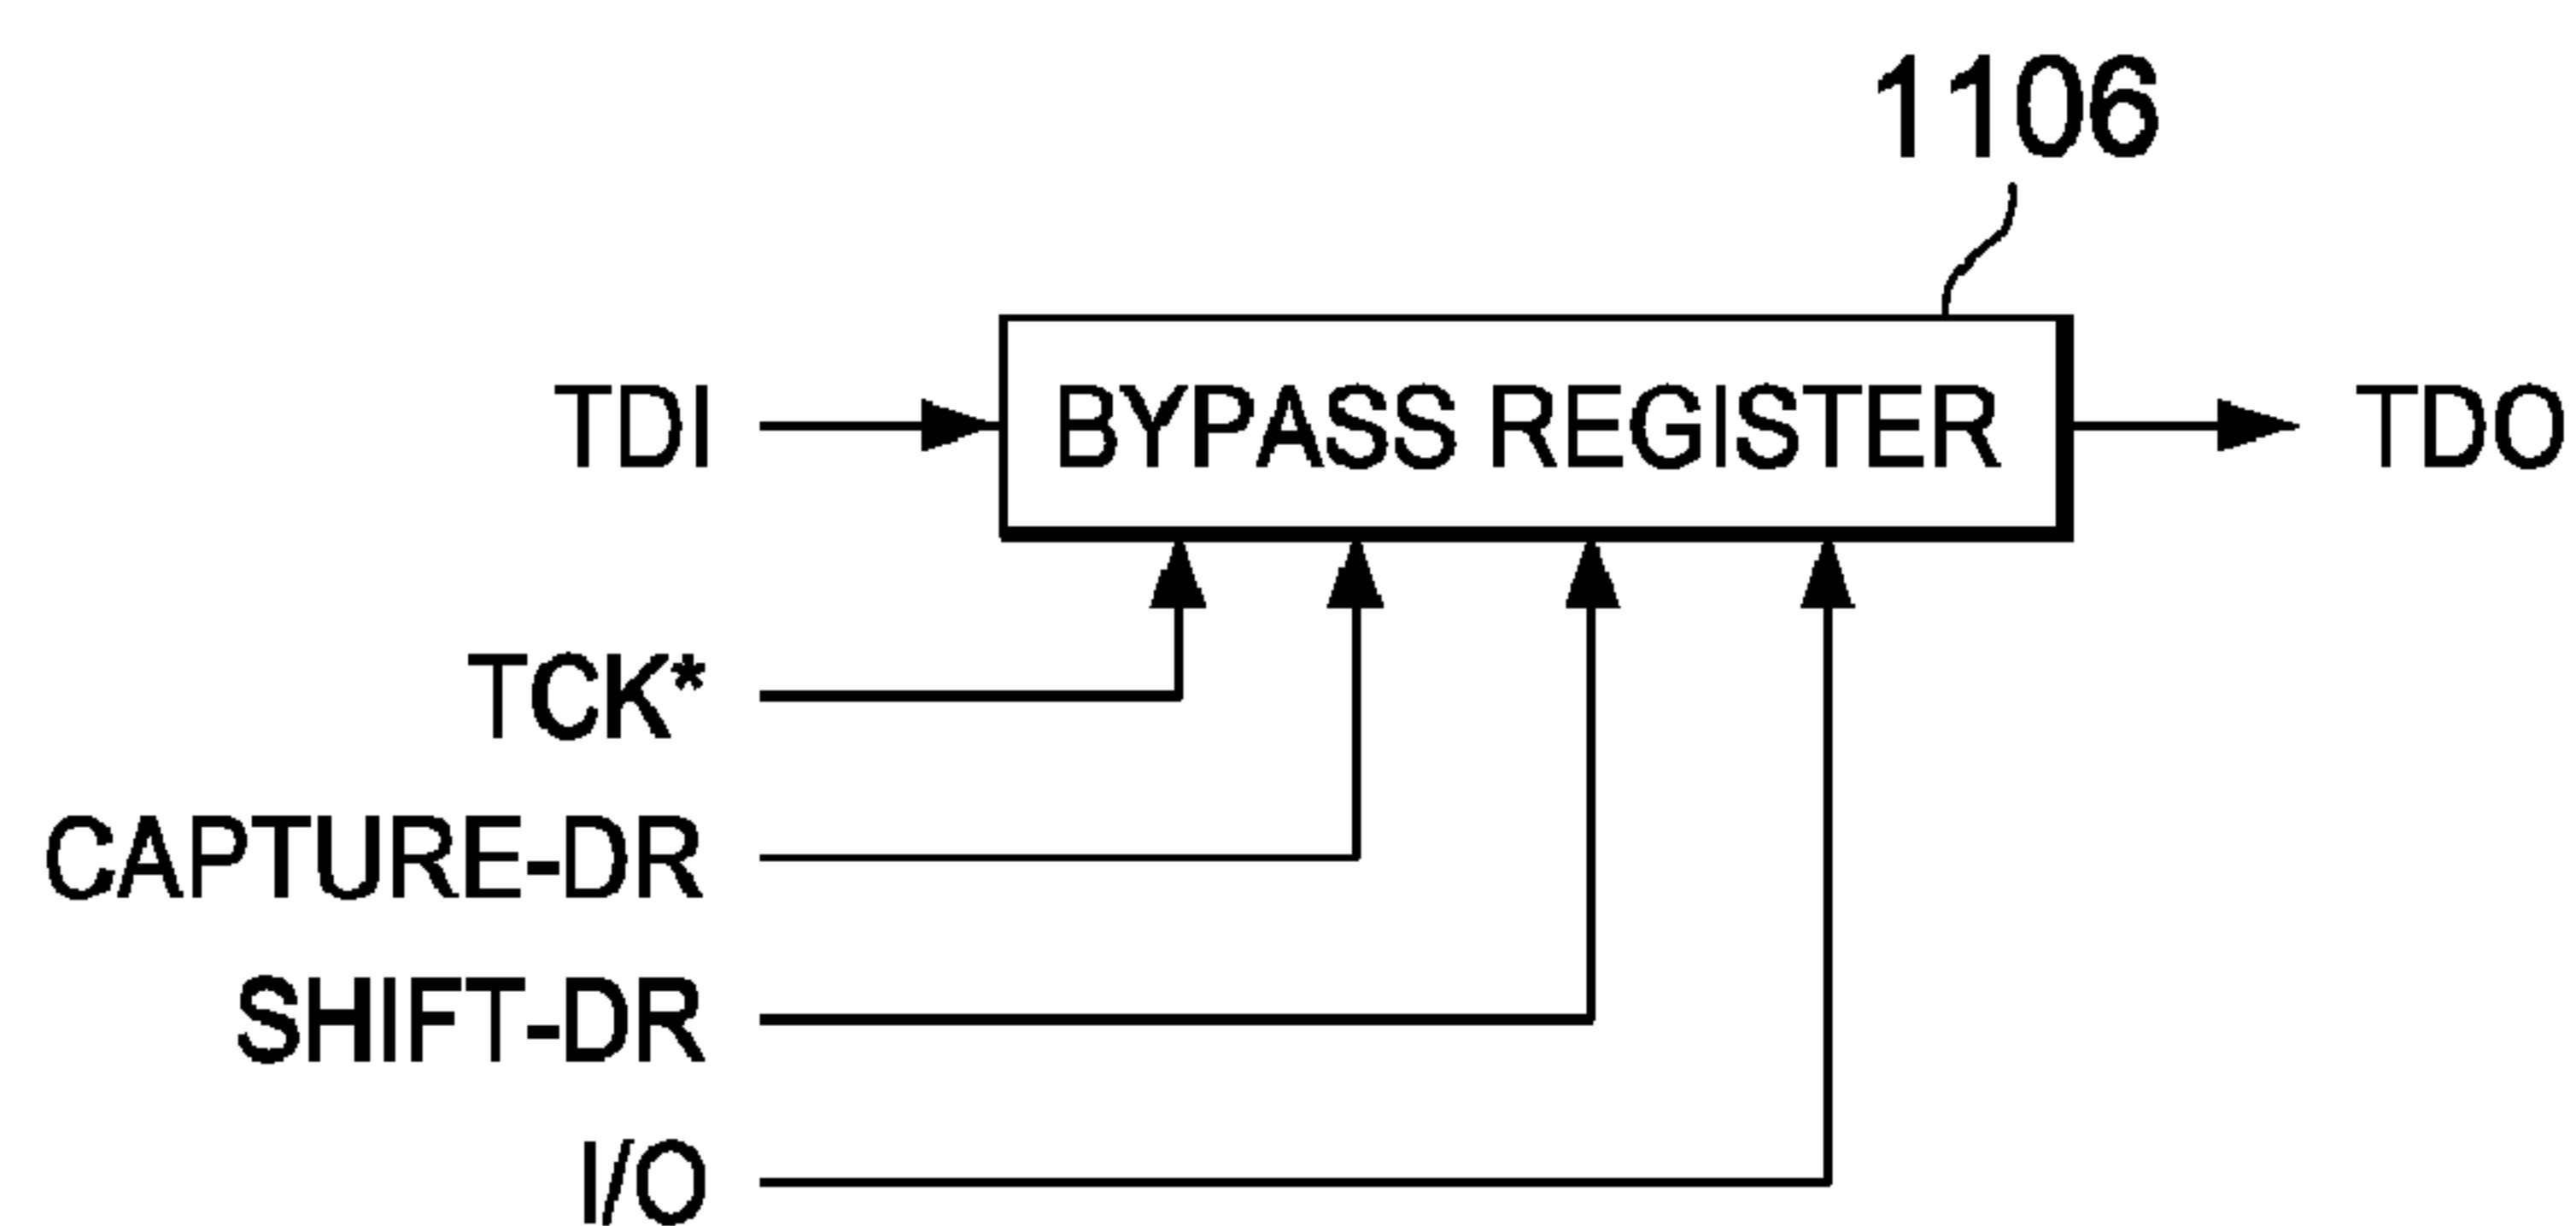 1106
TDI BYPASS REGISTER TDO
TCK*
CAPTURE-DR
SHIFT-DR
I/O